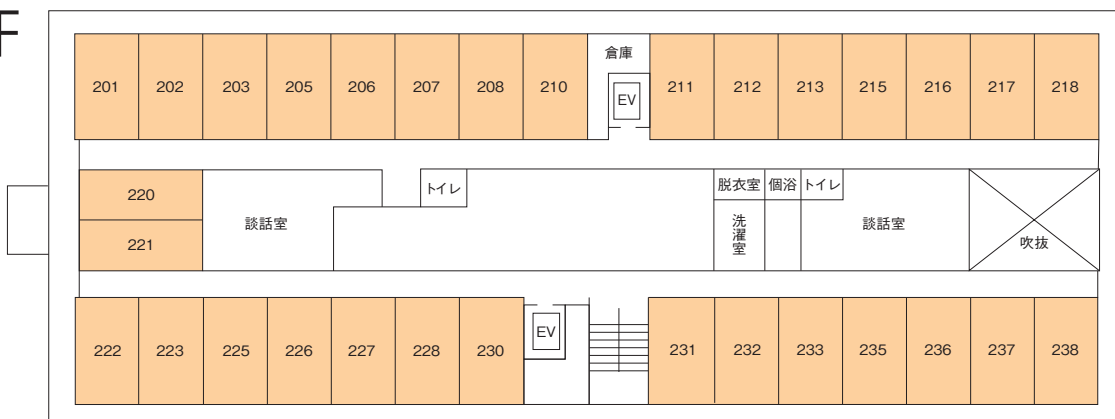 F
倉庫
201 202 203 205 206 207 208 210 EV 211 212 213 215 216 217 218
220 トイレ 脱衣室 個浴 トイレ
談話室 談話室
221 洗濯室 吹抜
222 223 225 226 227 228 230 EV 231 232 233 235 236 237 238